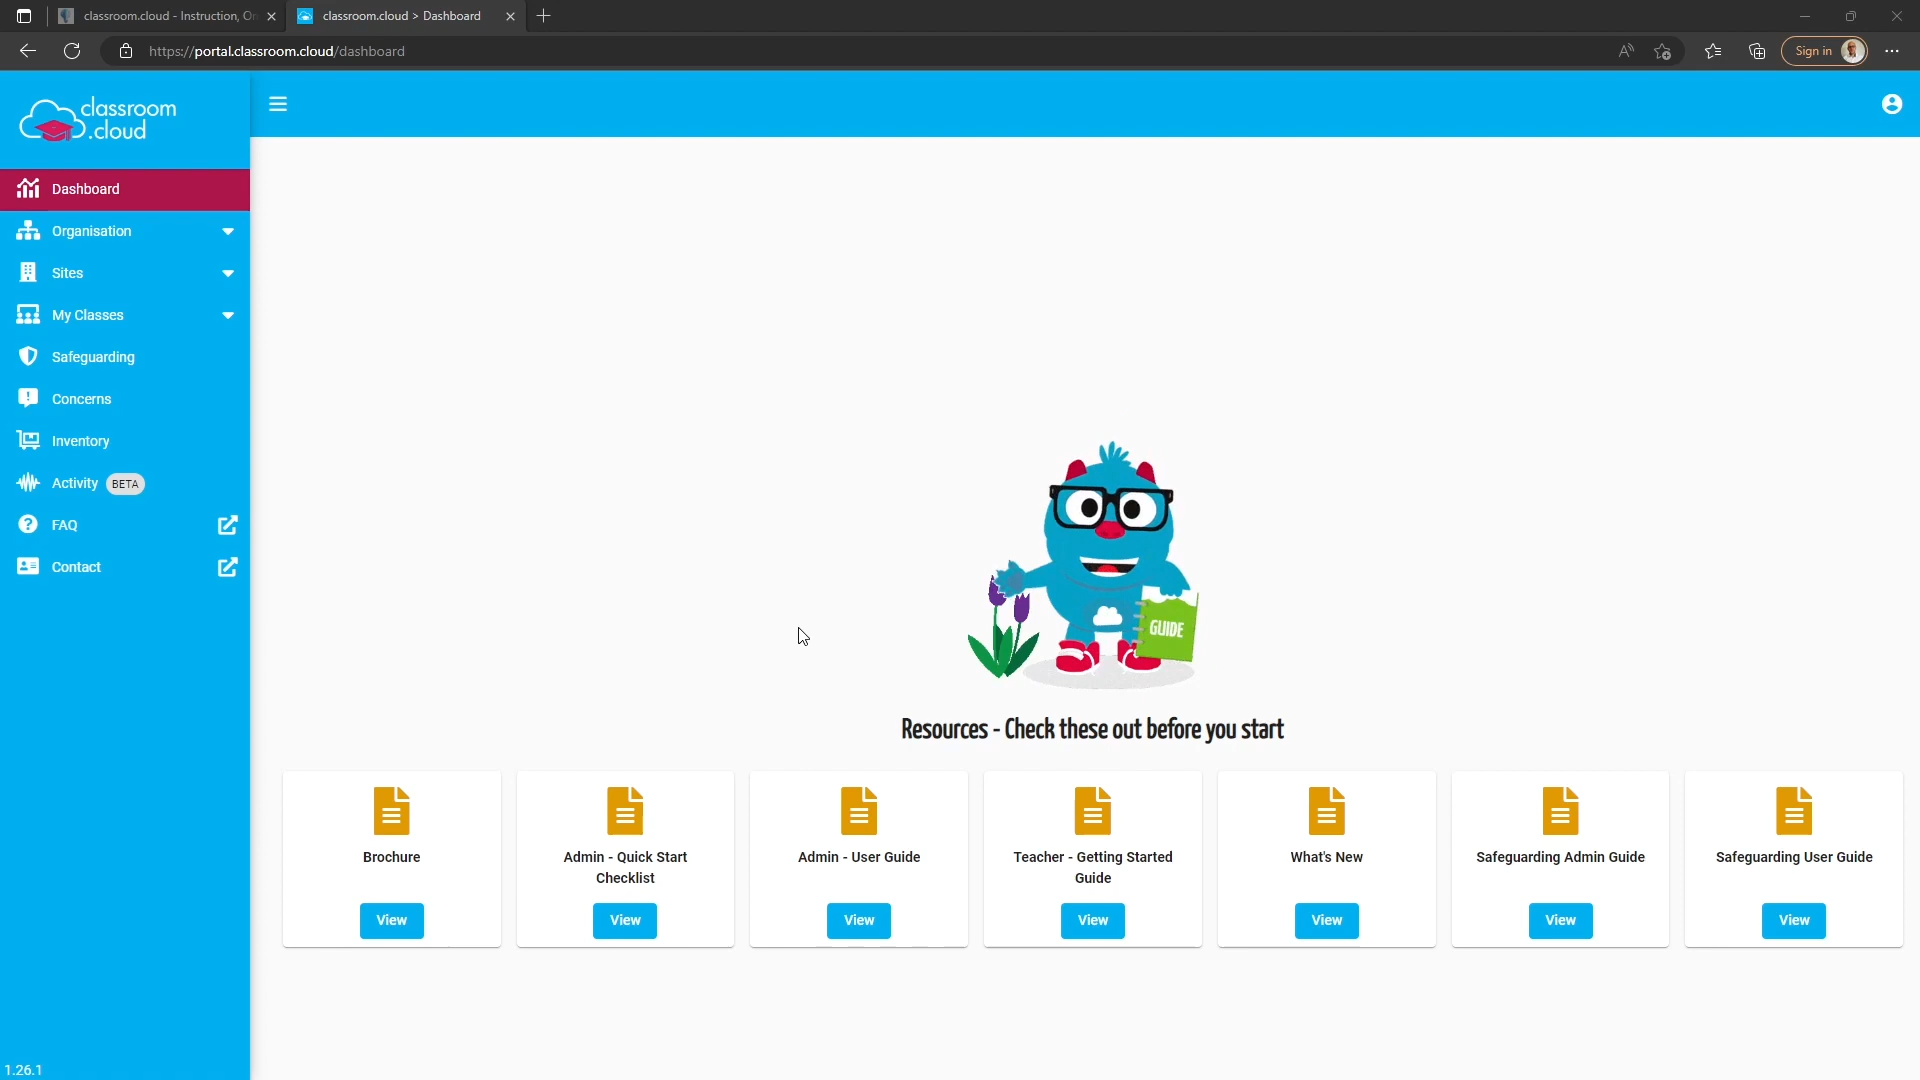 classroom.cloud - Instruction, On
classroom.cloud > Dashboard
https://portal.classroom.cloud/dashboard
A
Sign in
classroom
.cloud
Dashboard
Organisation
Sites
My Classes
Safeguarding
Concerns
Inventory
Activity BETA
FAQ
Contact
GUIDE
Resources - Check these out before you start
Brochure
View
Admin - Quick Start
Checklist
View
Admin - User Guide
View
Teacher - Getting Started
Guide
View
What's New
View
Safeguarding Admin Guide
View
Safeguarding User Guide
View
1.26.1